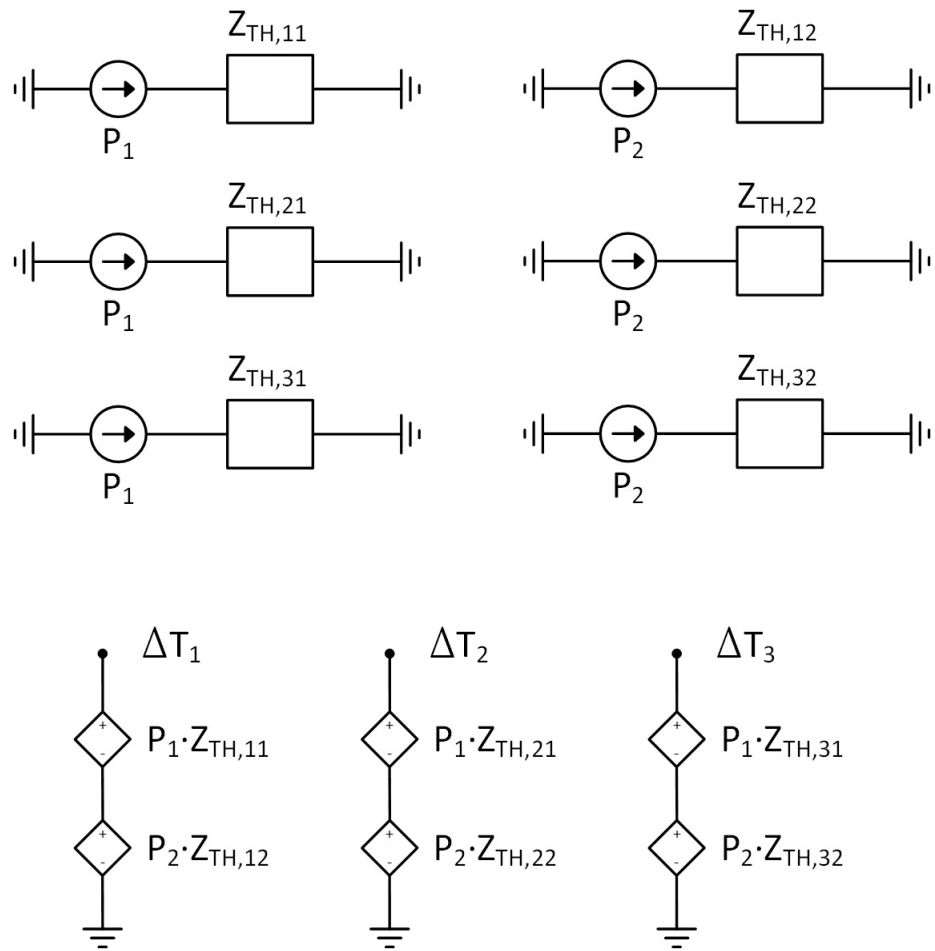 Z_TH,11 Z_TH,12
P_1 P_2
Z_TH,21 Z_TH,22
P_1 P_2
Z_TH,31 Z_TH,32
P_1 P_2
ΔT_1 ΔT_2 ΔT_3
+ + +
P_1·Z_TH,11 P_1·Z_TH,21 P_1·Z_TH,31
- - -
+ + +
P_2·Z_TH,12 P_2·Z_TH,22 P_2·Z_TH,32
- - -